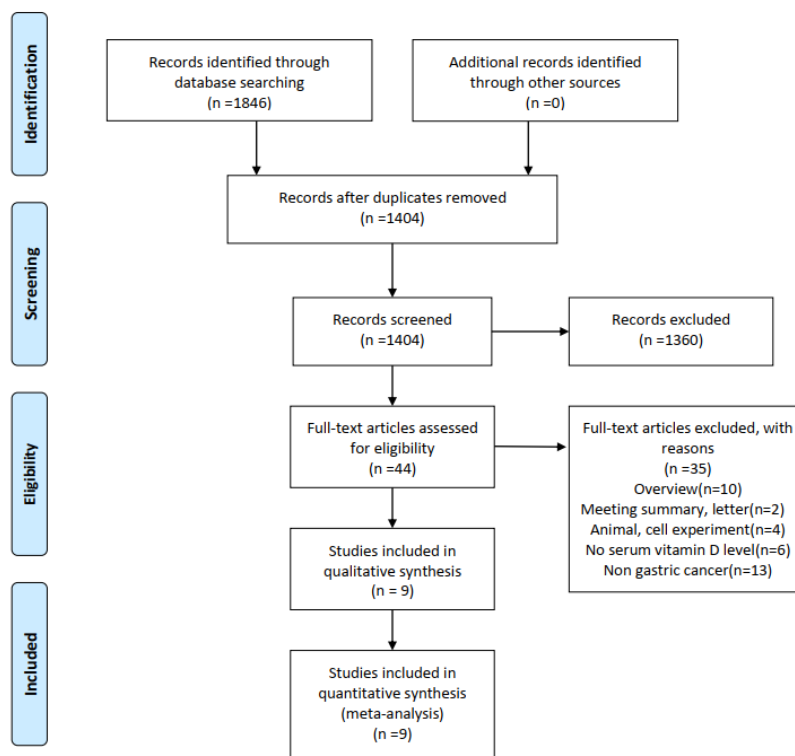 Identification
Records identified through
database searching
(n =1846)
Additional records identified
through other sources
(n =0)
Records after duplicates removed
(n =1404)
Screening
Records screened
(n =1404)
Records excluded
(n =1360)
Eligibility
Full-text articles assessed
for eligibility
(n =44)
Full-text articles excluded, with
reasons
(n =35)
Overview(n=10)
Meeting summary, letter(n=2)
Animal, cell experiment(n=4)
No serum vitamin D level(n=6)
Non gastric cancer(n=13)
Studies included in
qualitative synthesis
(n = 9)
Included
Studies included in
quantitative synthesis
(meta-analysis)
(n =9)